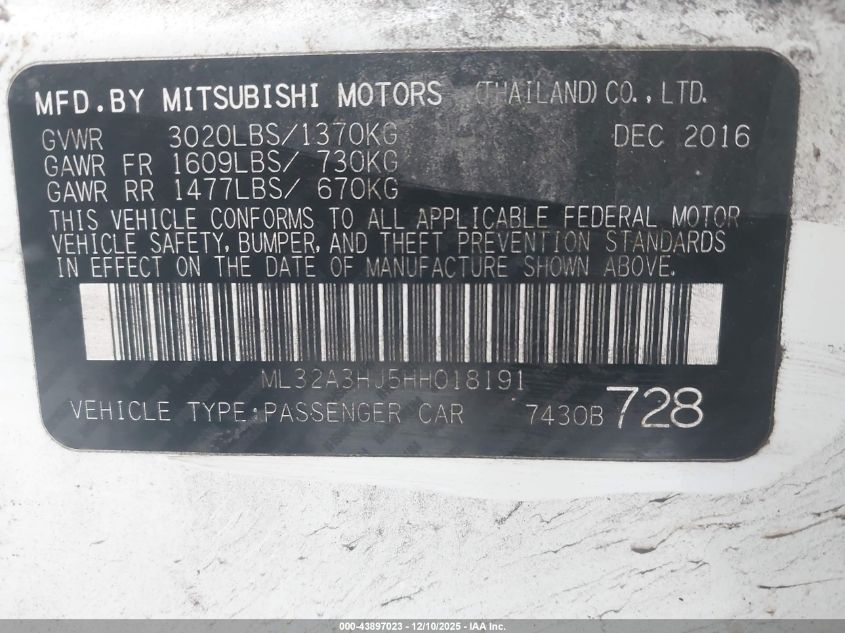 MFD.BY MITSUBISHI MOTORS (THAILAND) CO.,LTD.
GVWR 3020LBS/1370KG DEC 2016
GAWR FR 1609LBS/ 730KG
GAWR RR 1477LBS/ 670KG
THIS VEHICLE CONFORMS TO ALL APPLICABLE FEDERAL MOTOR
VEHICLE SAFETY, BUMPER, AND THEFT PREVENTION STANDARDS
IN EFFECT ON THE DATE OF MANUFACTURE SHOWN ABOVE.
ML32A3HJ5HH018191
VEHICLE TYPE:PASSENGER CAR 7430B 728
000-43897023 - 12/10/2025 - IAA Inc.